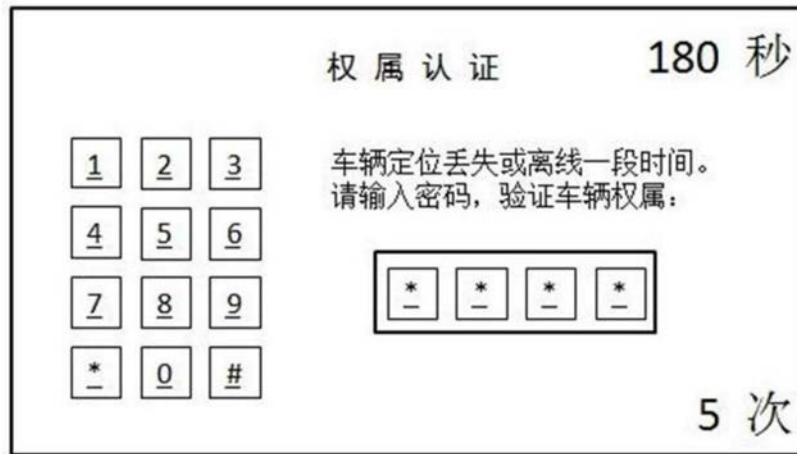 权 属 认 证
180 秒
1 2 3
4 5 6
7 8 9
* 0 #
车辆定位丢失或离线一段时间。
请输入密码，验证车辆权属：
* * * *
5 次